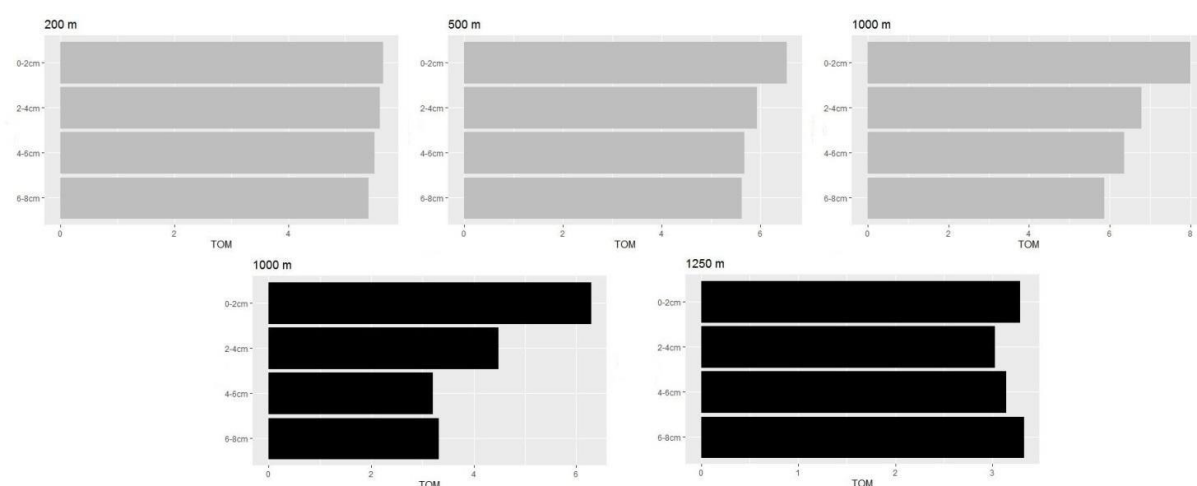 200 m
0-2cm
2-4cm
4-6cm
6-8cm
0 2 4
TOM
500 m
0-2cm
2-4cm
4-6cm
6-8cm
0 2 4 6
TOM
1000 m
0-2cm
2-4cm
4-6cm
6-8cm
0 2 4 6 8
TOM
1000 m
0-2cm
2-4cm
4-6cm
6-8cm
0 2 4 6
TOM
1250 m
0-2cm
2-4cm
4-6cm
6-8cm
0 1 2 3
TOM